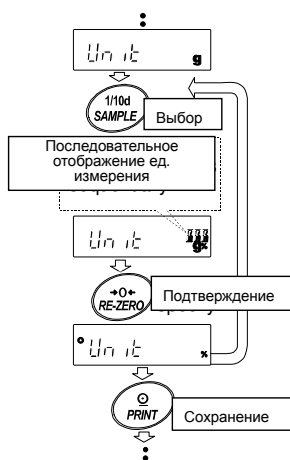 Unit g
1/10d
SAMPLE
Выбор
Последовательное
отображение ед.
измерения
Unit
→0←
RE-ZERO
Подтверждение
Unit %
PRINT
Сохранение